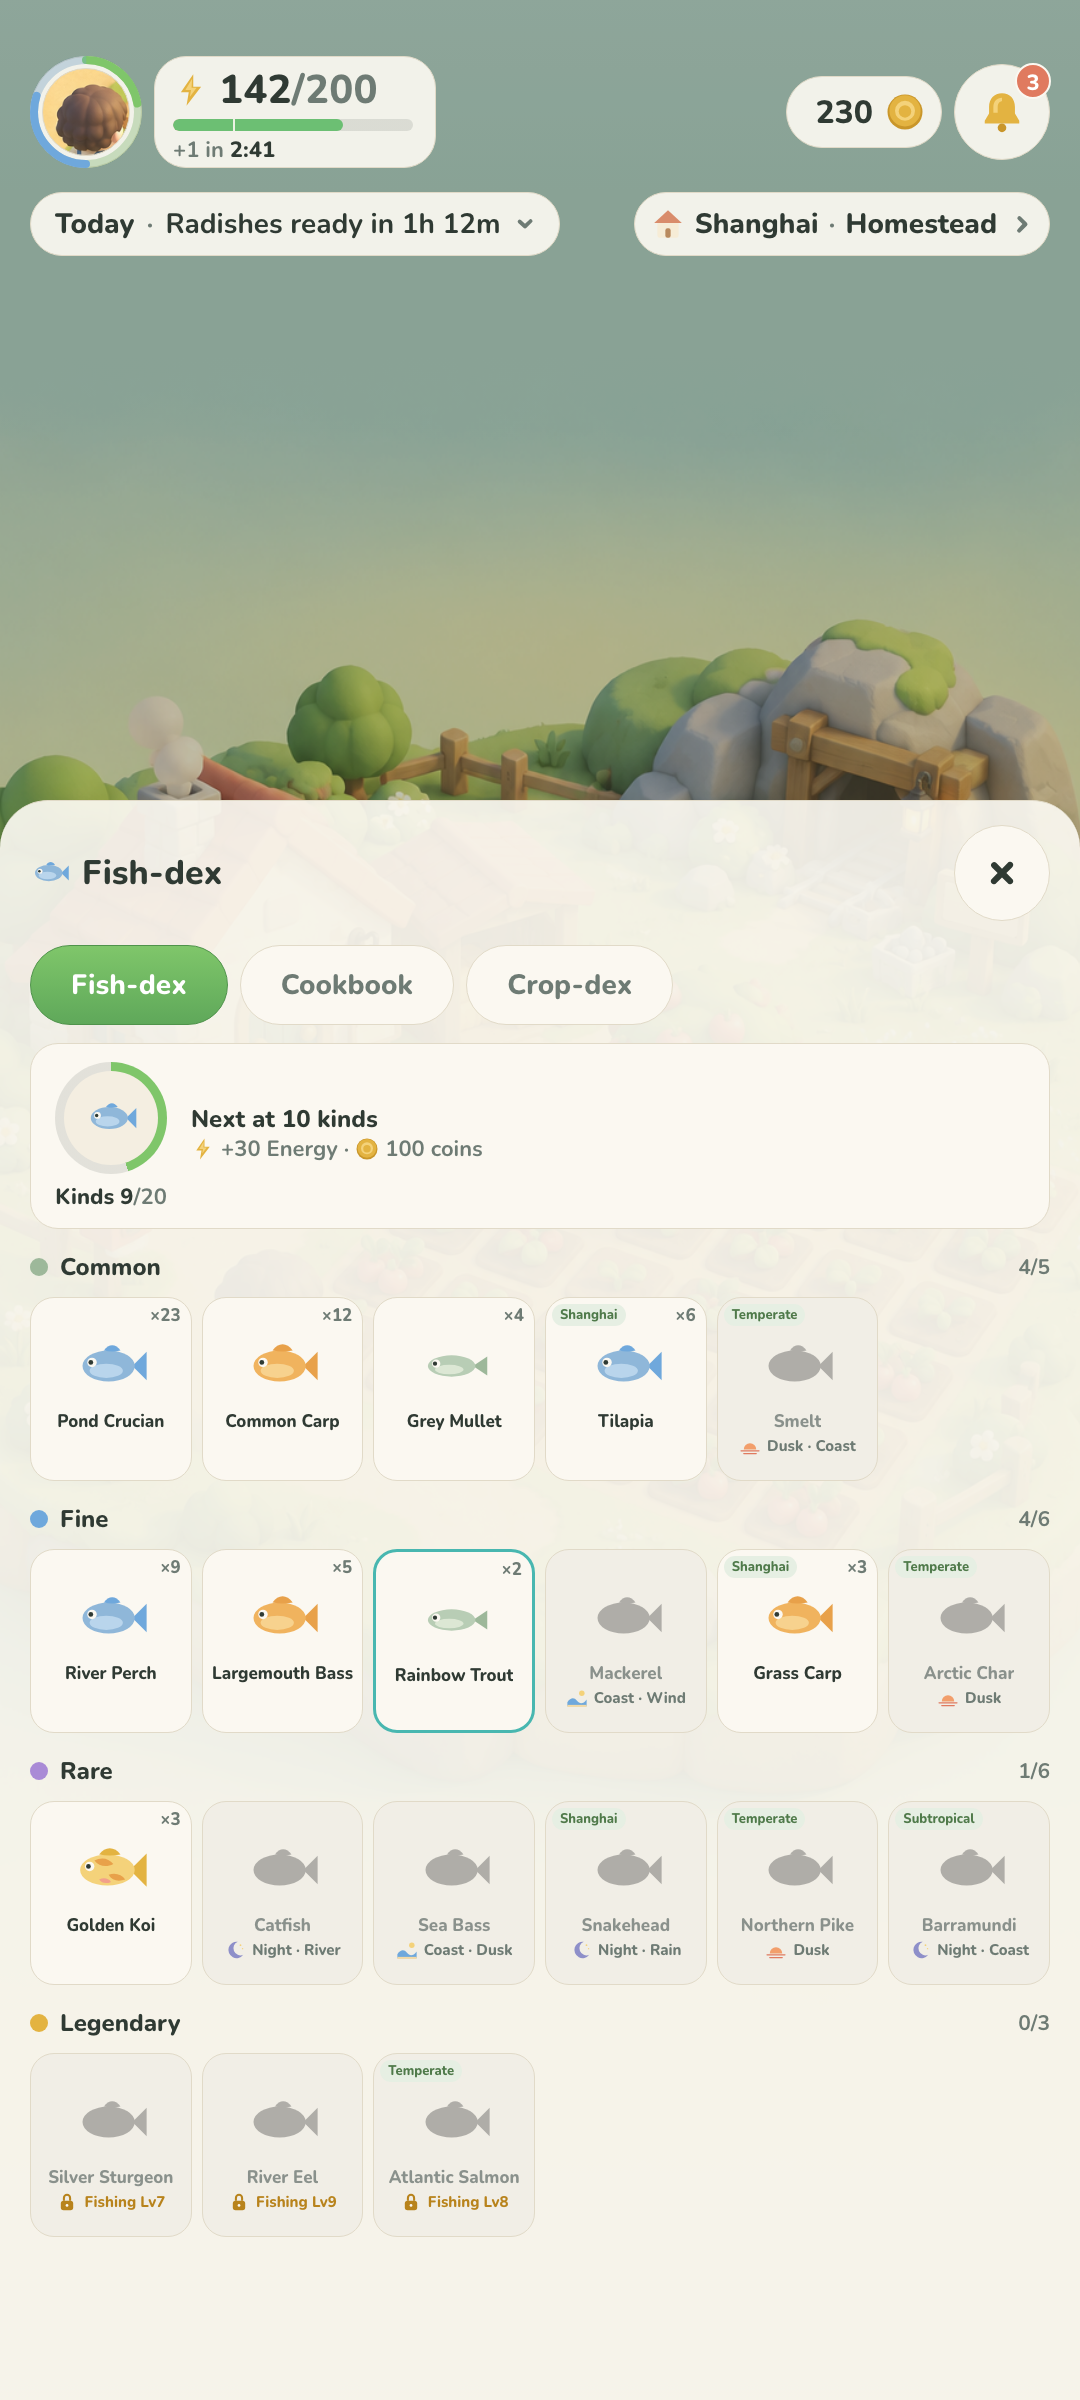 142/200
+1 in 2:41
230
3
Today · Radishes ready in 1h 12m
Shanghai · Homestead
Fish-dex
Fish-dex
Cookbook
Crop-dex
Next at 10 kinds
+30 Energy · 100 coins
Kinds 9/20
Common
4/5
×23
Pond Crucian
×12
Common Carp
×4
Grey Mullet
Shanghai
×6
Tilapia
Temperate
Smelt
Dusk · Coast
Fine
4/6
×9
River Perch
×5
Largemouth Bass
×2
Rainbow Trout
Mackerel
Coast · Wind
Shanghai
×3
Grass Carp
Temperate
Arctic Char
Dusk
Rare
1/6
×3
Golden Koi
Catfish
Night · River
Sea Bass
Coast · Dusk
Shanghai
Snakehead
Night · Rain
Temperate
Northern Pike
Dusk
Subtropical
Barramundi
Night · Coast
Legendary
0/3
Silver Sturgeon
Fishing Lv7
River Eel
Fishing Lv9
Temperate
Atlantic Salmon
Fishing Lv8